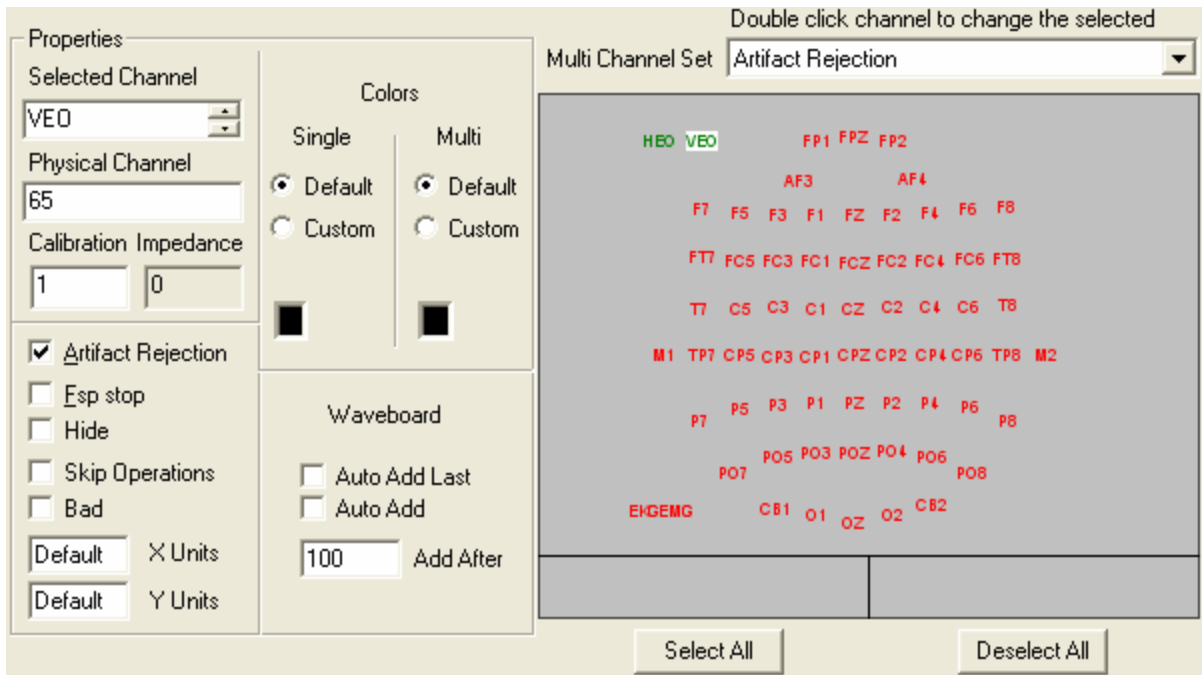 Double click channel to change the selected
Properties
Multi Channel Set Artifact Rejection
Selected Channel
VEO
Physical Channel
65
Calibration Impedance
1 0
Colors
Single Multi
Default Default
Custom Custom
Artifact Rejection
Fsp stop
Hide
Skip Operations
Bad
Default X Units
Default Y Units
Waveboard
Auto Add Last
Auto Add
100 Add After
HEO VEO FP1 FPZ FP2
AF3 AF4
F7 F5 F3 F1 FZ F2 F4 F6 F8
FT7 FC5 FC3 FC1 FCZ FC2 FC4 FC6 FT8
T7 C5 C3 C1 CZ C2 C4 C6 T8
M1 TP7 CP5 CP3 CP1 CPZ CP2 CP4 CP6 TP8 M2
P7 P5 P3 P1 PZ P2 P4 P6 P8
PO7 PO5 PO3 POZ PO4 PO6 PO8
EKGEMG CB1 O1 OZ O2 CB2
Select All Deselect All